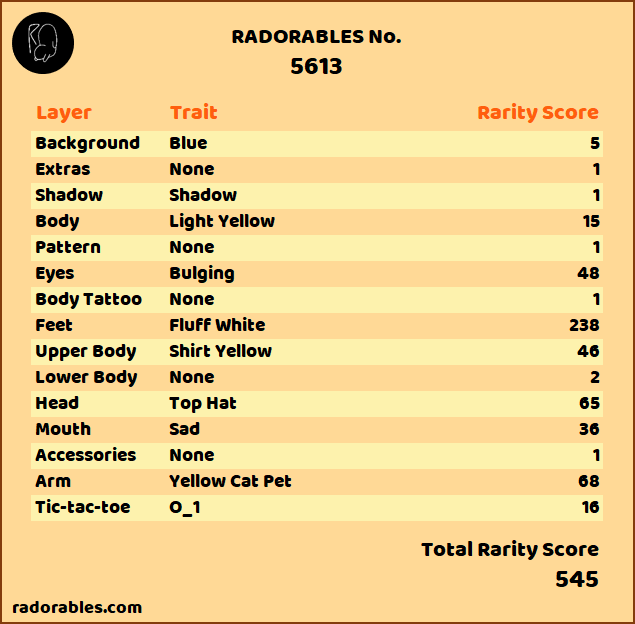 RADORABLES No.
5613
Layer Trait Rarity Score
Background Blue 5
Extras None 1
Shadow Shadow 1
Body Light Yellow 15
Pattern None 1
Eyes Bulging 48
Body Tattoo None 1
Feet Fluff White 238
Upper Body Shirt Yellow 46
Lower Body None 2
Head Top Hat 65
Mouth Sad 36
Accessories None 1
Arm Yellow Cat Pet 68
Tic-tac-toe O_1 16
Total Rarity Score
545
radorables.com